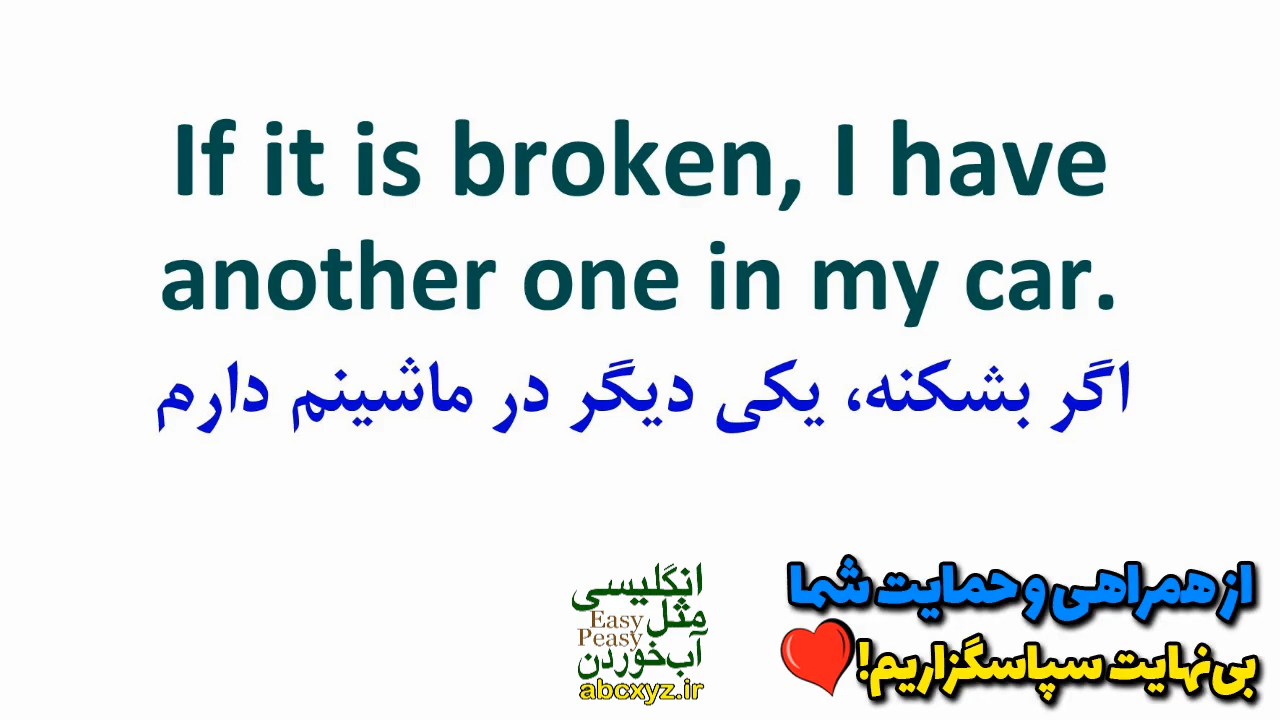 If it is broken, I have
another one in my car.
اگر بشکنه، یکی دیگر در ماشینم دارم
انگلیسی
مثل
Easy
Peasy
آب‌خوردن
abcxyz.ir
از همراهی و حمایت شما
بی‌نهایت سپاسگزاریم!